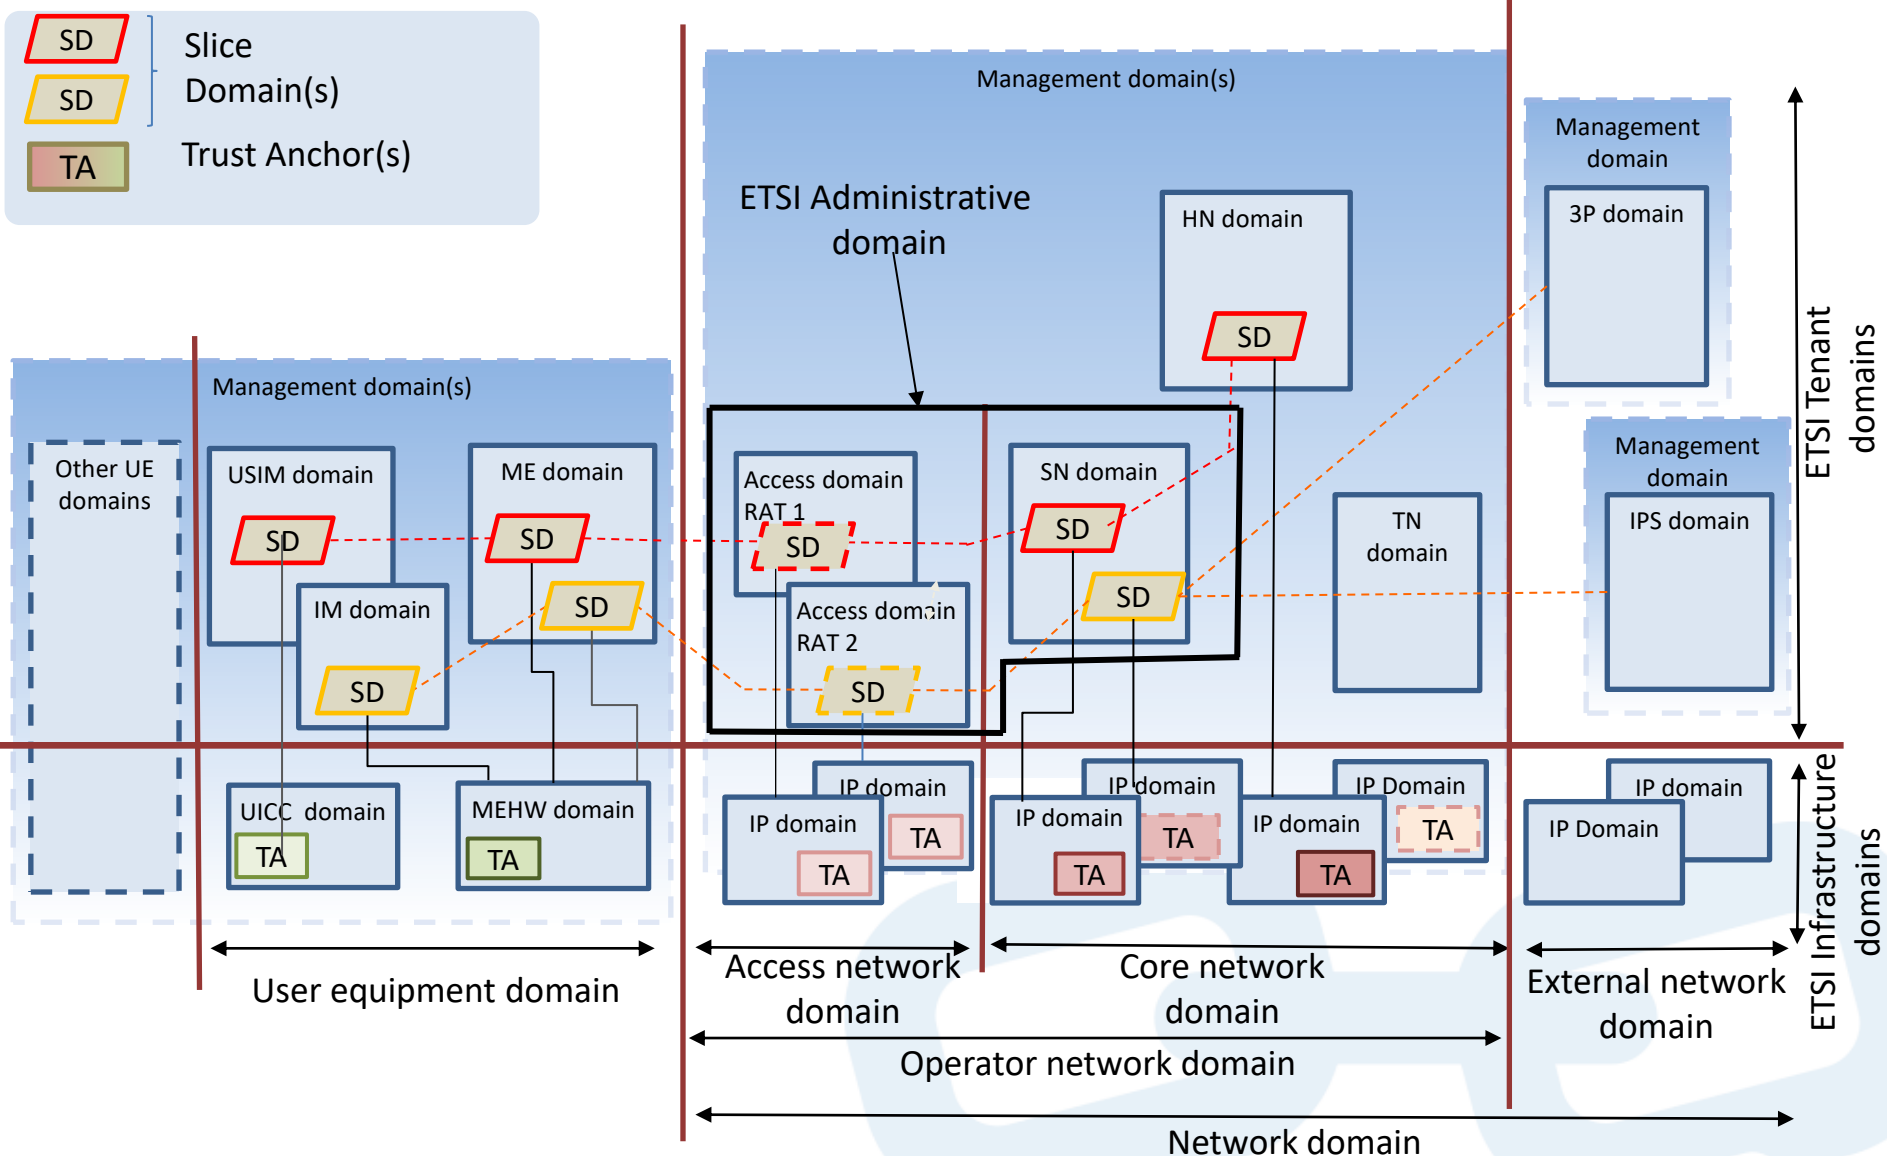 SD
Slice
SD
Domain(s)
TA
Trust Anchor(s)
Management domain(s)
ETSI Administrative
domain
HN domain
SD
Management
domain
3P domain
ETSI Tenant
domains
Management domain(s)
Other UE
domains
USIM domain
SD
ME domain
SD
SD
IM domain
SD
Access domain
RAT 1
SD
Access domain
RAT 2
SD
SN domain
SD
SD
TN
domain
Management
domain
IPS domain
UICC domain
TA
MEHW domain
TA
IP domain
TA
IP domain
TA
IP domain
TA
IP domain
TA
IP domain
TA
IP Domain
TA
IP domain
IP Domain
ETSI Infrastructure
domains
User equipment domain
Access network
domain
Core network
domain
External network
domain
Operator network domain
Network domain